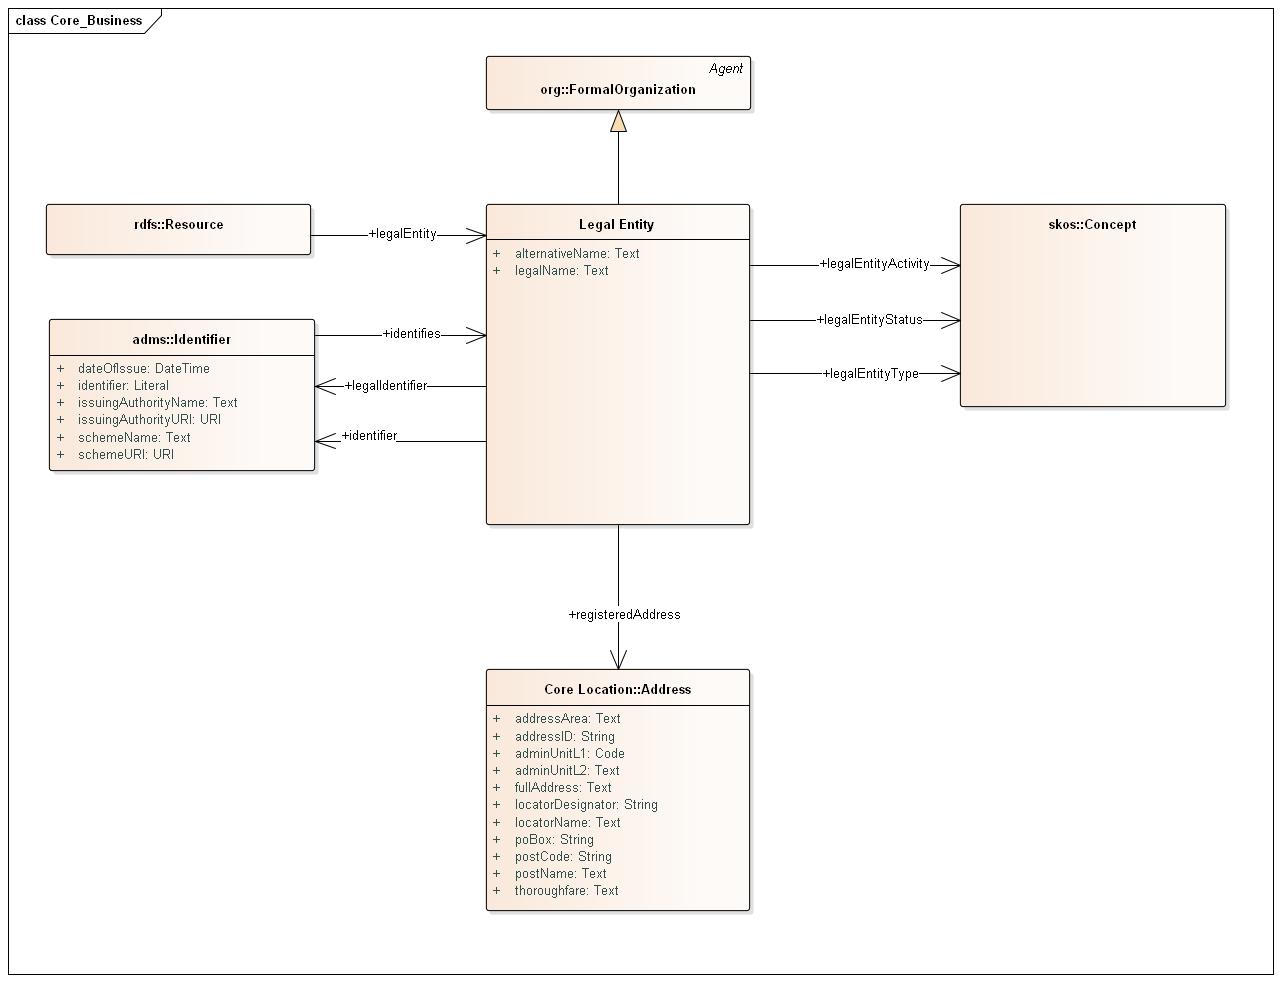 class Core_Business
Agent
org::FormalOrganization
rdfs::Resource
+legalEntity
Legal Entity
+ alternativeName: Text
+ legalName: Text
skos::Concept
+legalEntityActivity
+legalEntityStatus
+legalEntityType
adms::Identifier
+ dateOfIssue: DateTime
+ identifier: Literal
+ issuingAuthorityName: Text
+ issuingAuthorityURI: URI
+ schemeName: Text
+ schemeURI: URI
+identifies
+legalIdentifier
+identifier
+registeredAddress
Core Location::Address
+ addressArea: Text
+ addressID: String
+ adminUnitL1: Code
+ adminUnitL2: Text
+ fullAddress: Text
+ locatorDesignator: String
+ locatorName: Text
+ poBox: String
+ postCode: String
+ postName: Text
+ thoroughfare: Text